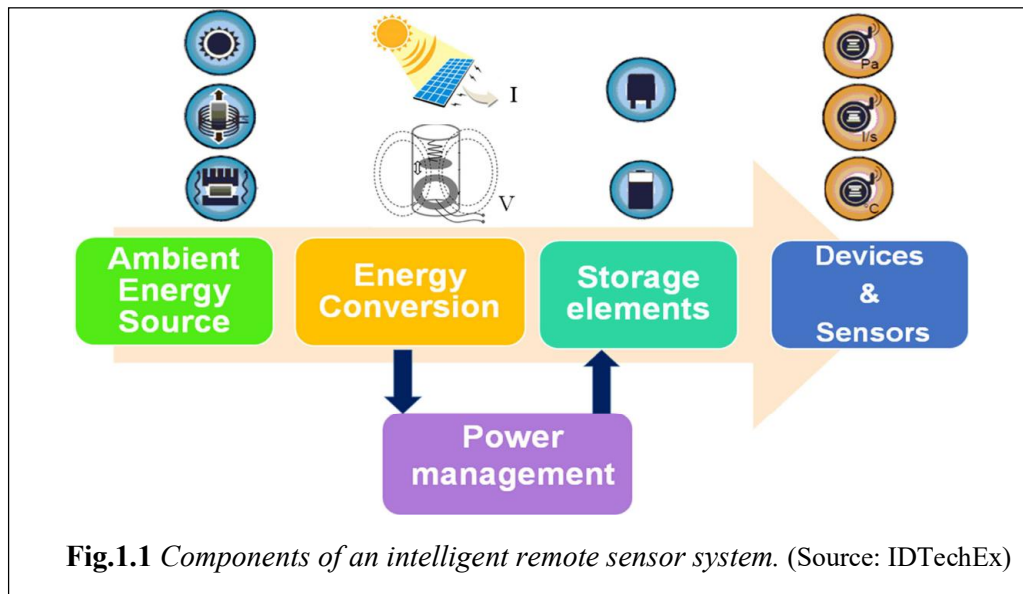 Pa
I
l/s
V
°C
Ambient
Energy
Source
Energy
Conversion
Storage
elements
Devices
&
Sensors
Power
management
Fig.1.1 Components of an intelligent remote sensor system. (Source: IDTechEx)